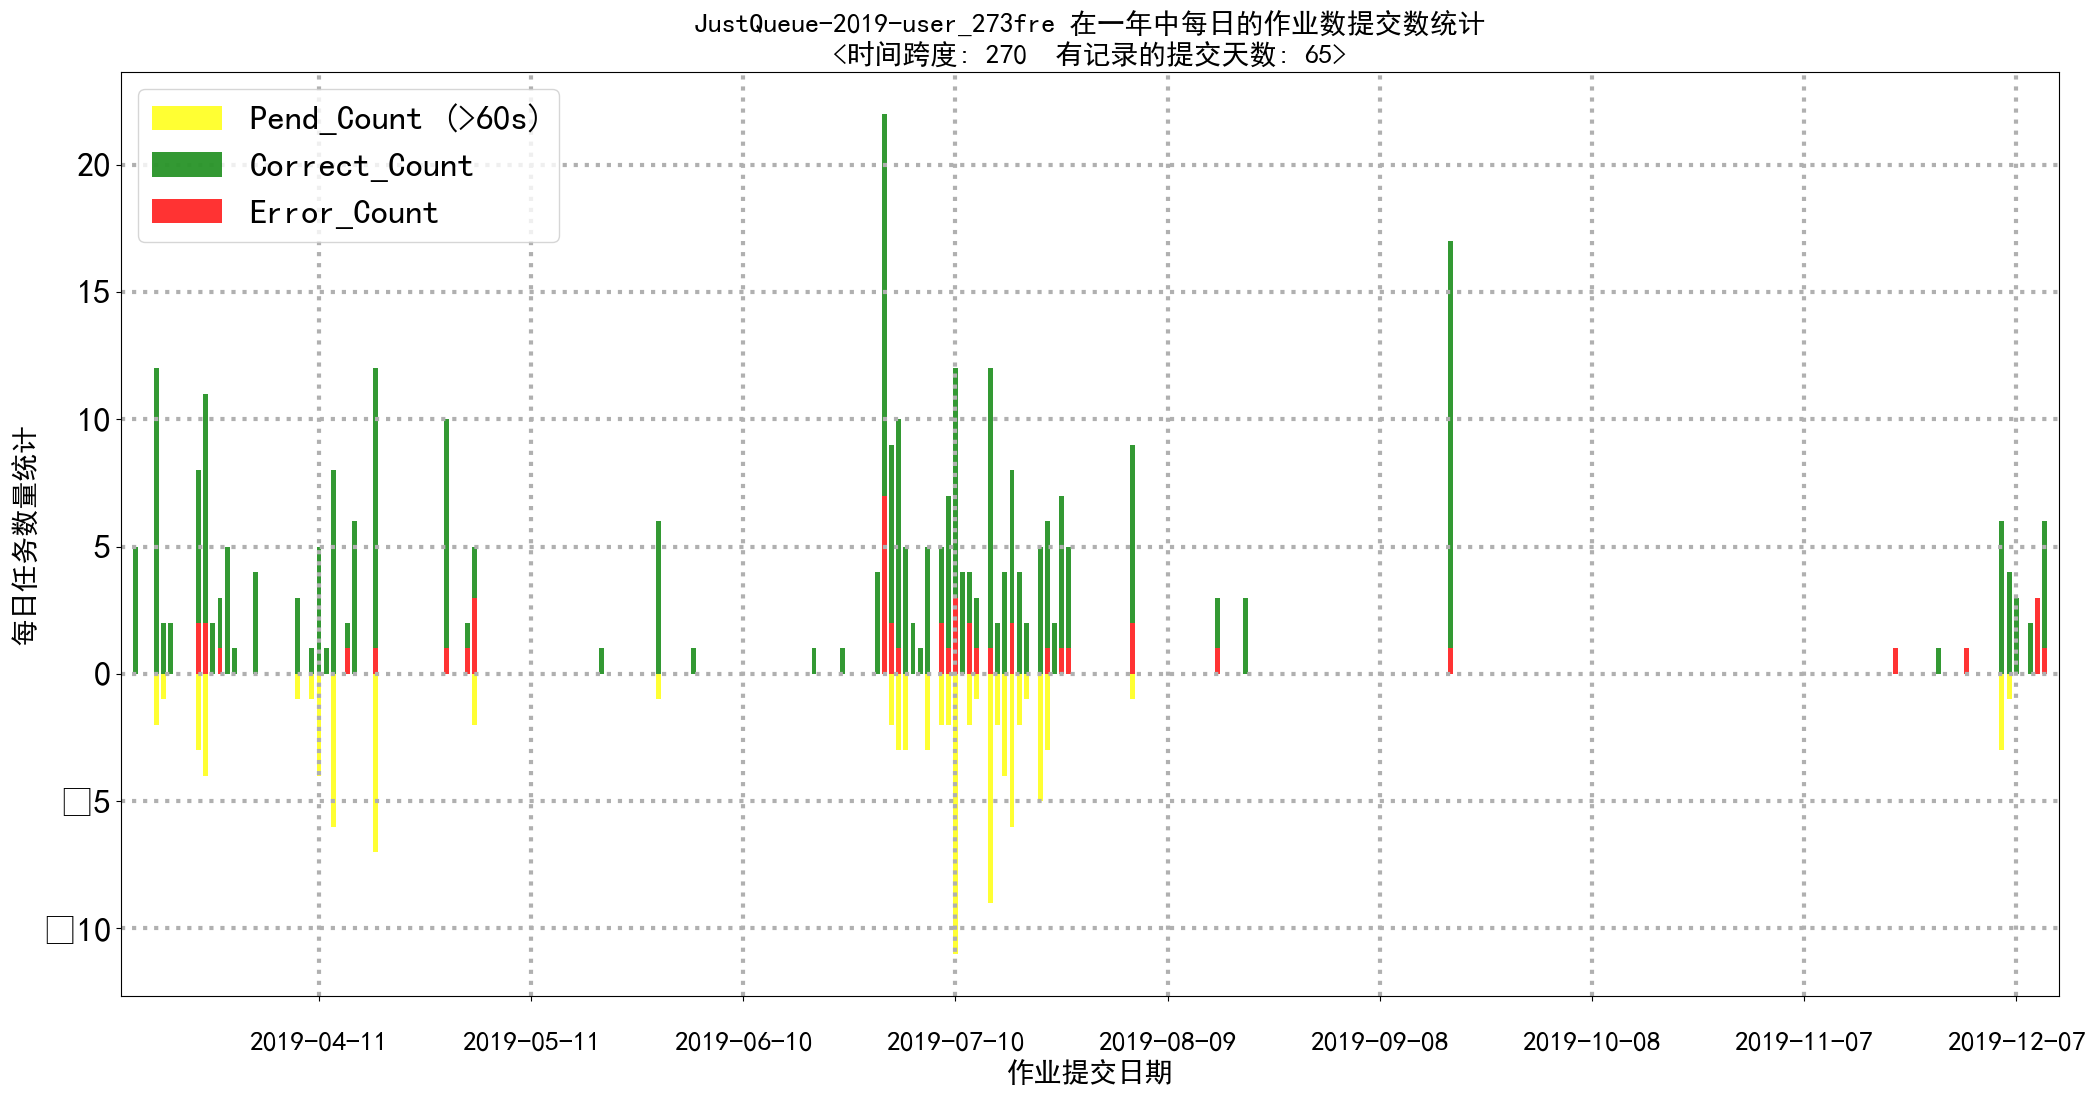 JustQueue-2019-user_273fre 在一年中每日的作业数提交数统计
<时间跨度: 270 有记录的提交天数: 65>
Pend_Count (>60s)
Correct_Count
Error_Count
每日任务数量统计
20
15
10
5
0
□5
□10
2019-04-11
2019-05-11
2019-06-10
2019-07-10
2019-08-09
2019-09-08
2019-10-08
2019-11-07
2019-12-07
作业提交日期